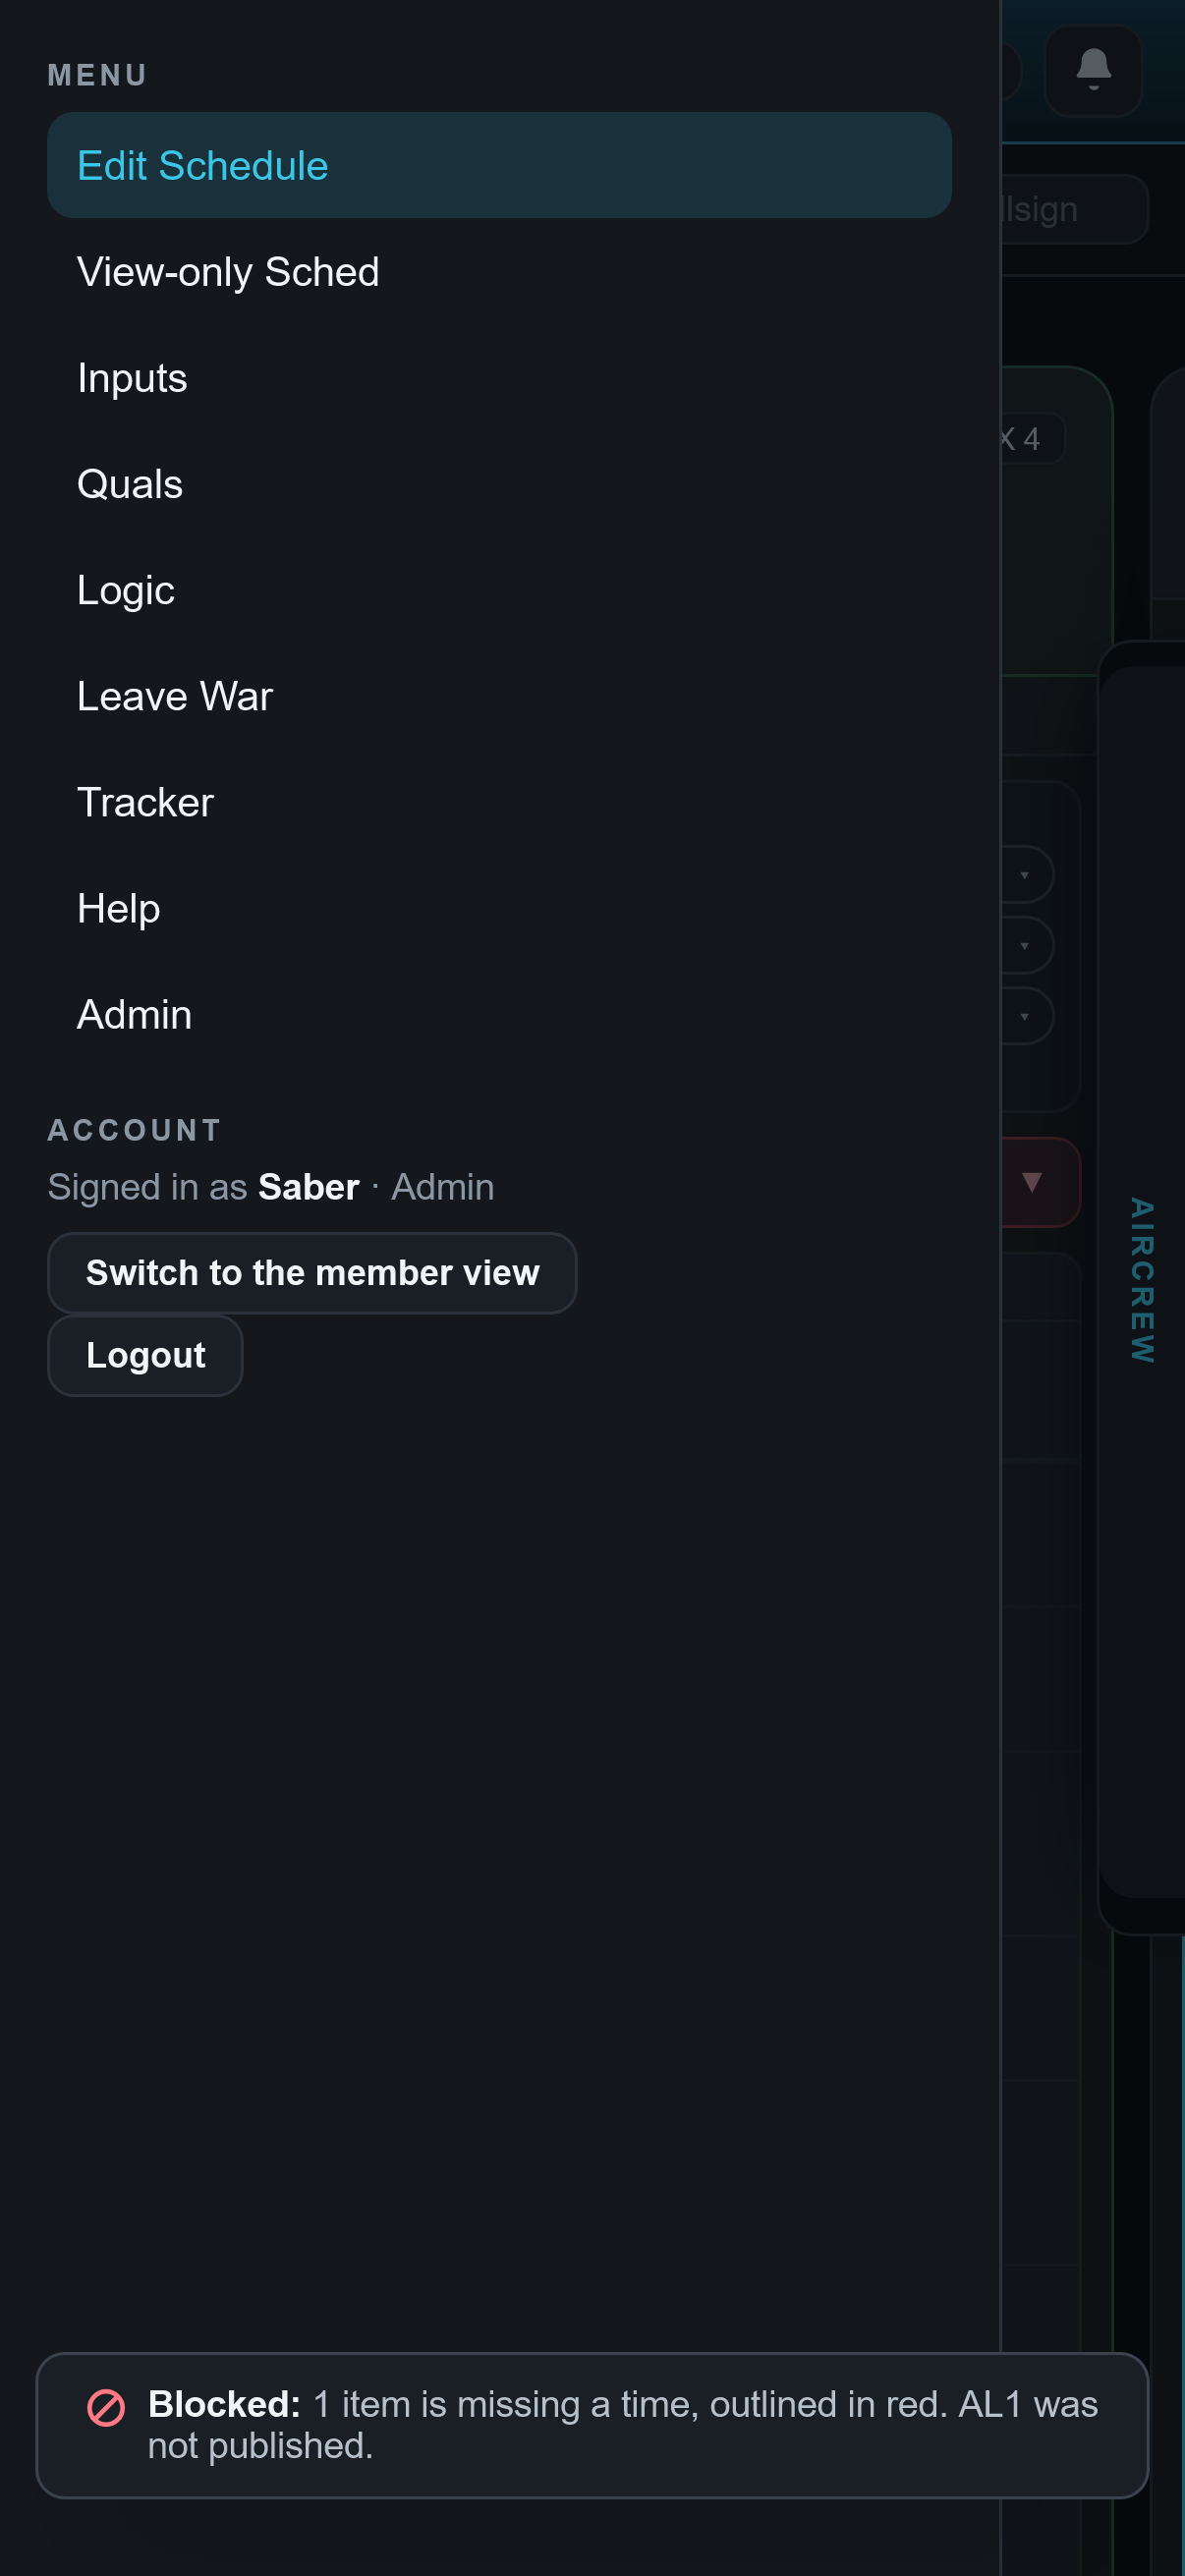 MENU
Edit Schedule
View-only Sched
Inputs
Quals
Logic
Leave War
Tracker
Help
Admin
ACCOUNT
Signed in as Saber · Admin
Switch to the member view
Logout
llsign
X 4
AIRCREW
Blocked: 1 item is missing a time, outlined in red. AL1 was
not published.